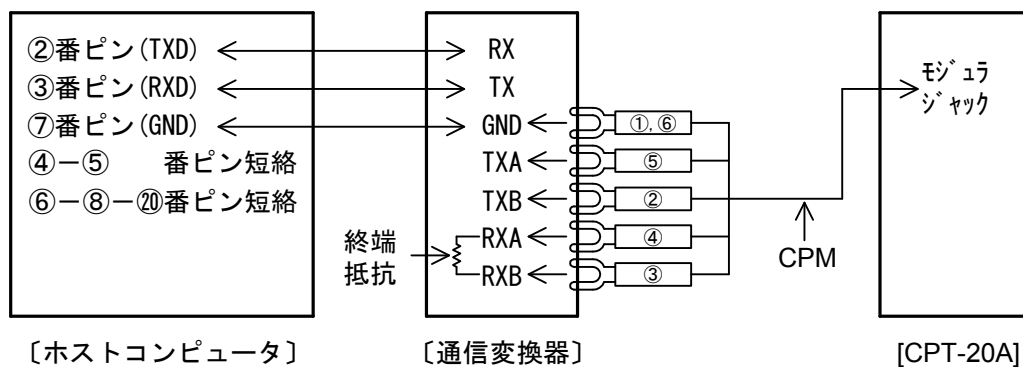 ②番ピン(TXD)
③番ピン(RXD)
⑦番ピン(GND)
④－⑤　番ピン短絡
⑥－⑧－⑳番ピン短絡
RX
TX
GND
TXA
TXB
RXA
RXB
終端
抵抗
①,⑥
⑤
②
④
③
CPM
ﾓｼﾞｭﾗ
ｼﾞｬｯｸ
〔ホストコンピュータ〕
〔通信変換器〕
[CPT-20A]